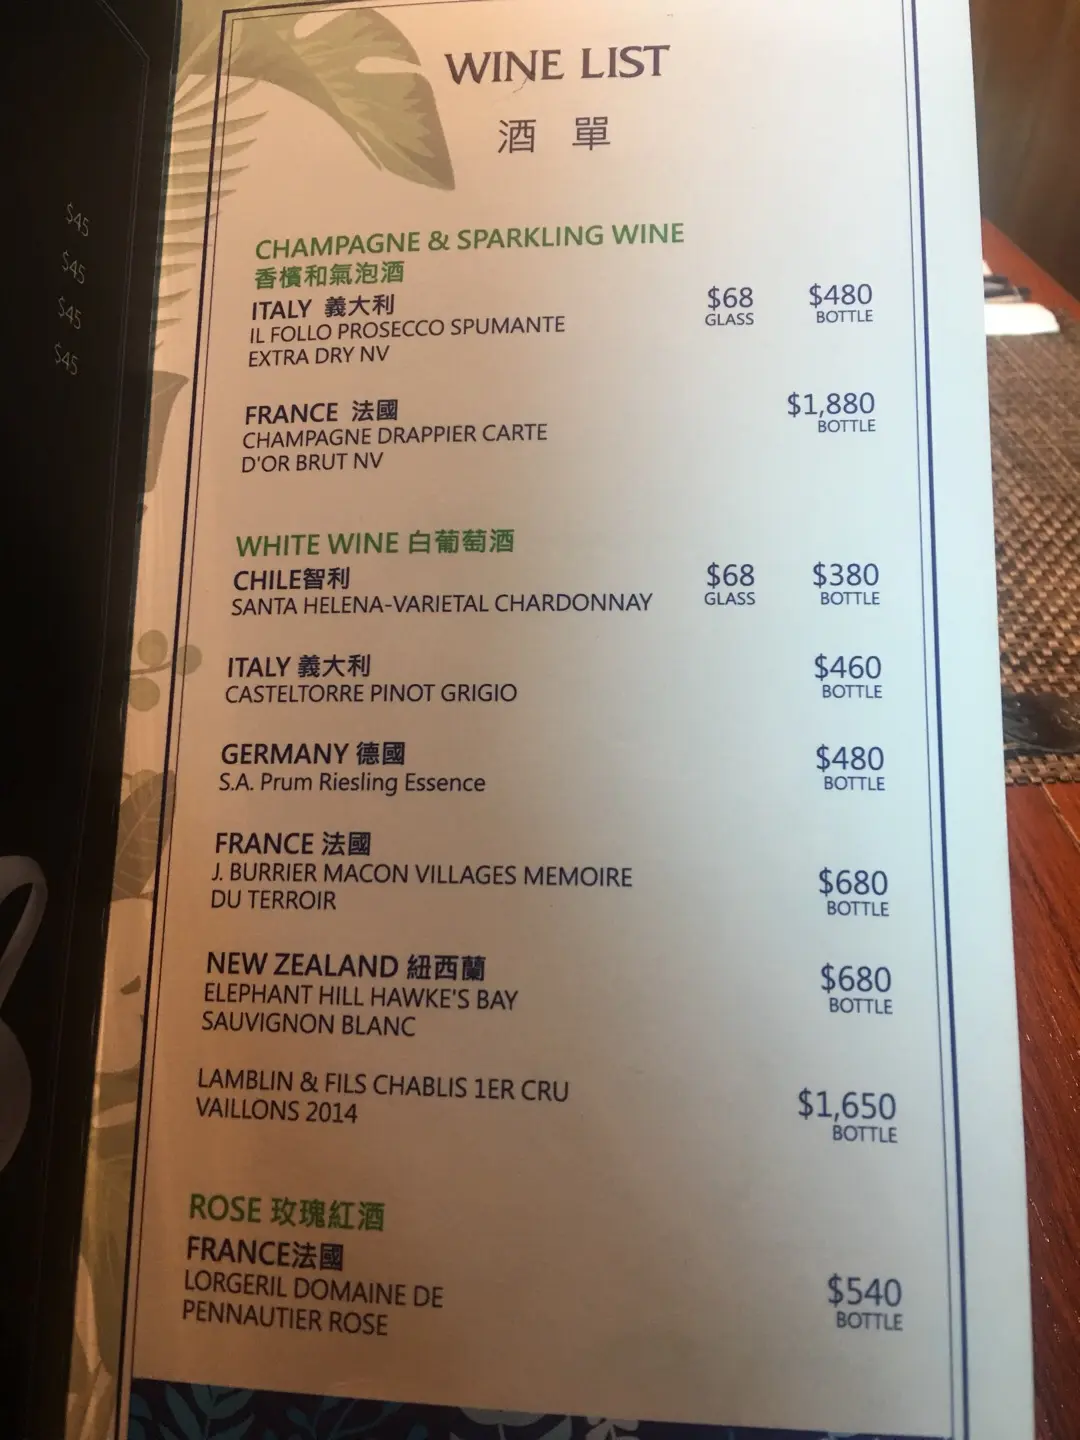 $45
$45
$45
$45
WINE LIST
酒 單
CHAMPAGNE & SPARKLING WINE
香檳和氣泡酒
ITALY 義大利 $68 $480
IL FOLLO PROSECCO SPUMANTE GLASS BOTTLE
EXTRA DRY NV
FRANCE 法國 $1,880
CHAMPAGNE DRAPPIER CARTE BOTTLE
D'OR BRUT NV
WHITE WINE 白葡萄酒
CHILE智利 $68 $380
SANTA HELENA-VARIETAL CHARDONNAY GLASS BOTTLE
ITALY 義大利 $460
CASTELTORRE PINOT GRIGIO BOTTLE
GERMANY 德國 $480
S.A. Prum Riesling Essence BOTTLE
FRANCE 法國
J. BURRIER MACON VILLAGES MEMOIRE $680
DU TERROIR BOTTLE
NEW ZEALAND 紐西蘭 $680
ELEPHANT HILL HAWKE'S BAY BOTTLE
SAUVIGNON BLANC
LAMBLIN & FILS CHABLIS 1ER CRU $1,650
VAILLONS 2014 BOTTLE
ROSE 玫瑰紅酒
FRANCE法國
LORGERIL DOMAINE DE $540
PENNAUTIER ROSE BOTTLE